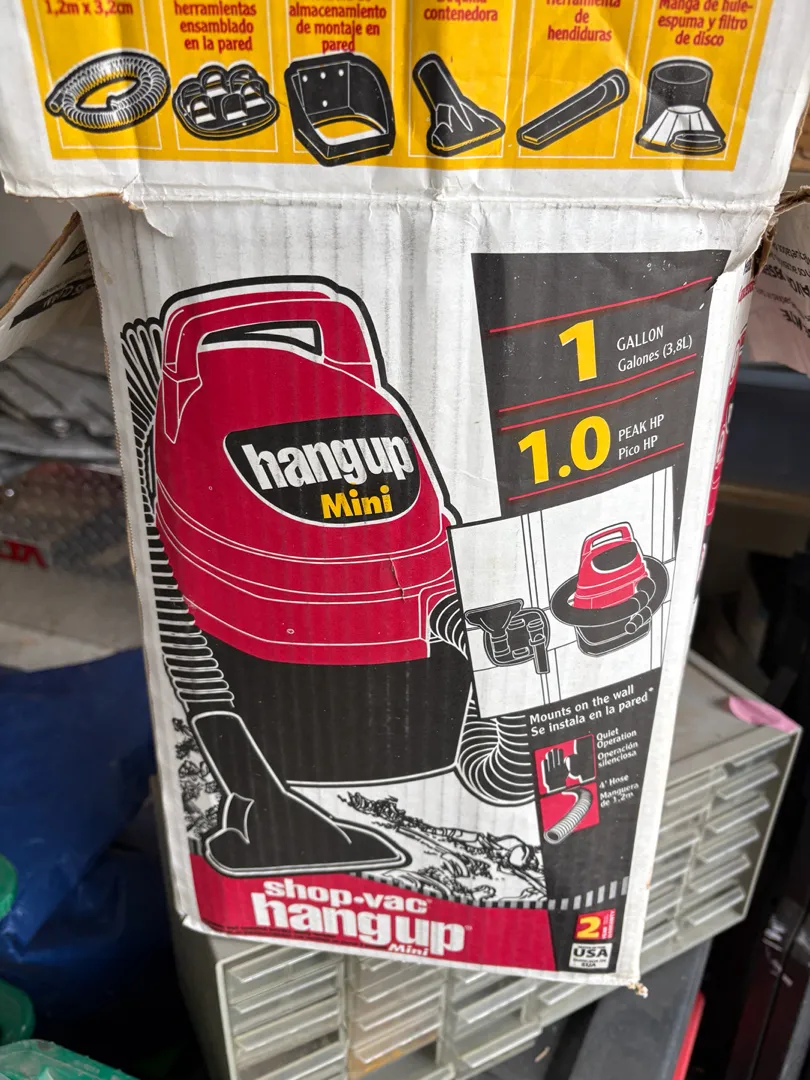 1,2m x 3,2cm
herramientas
ensamblado
en la pared
almacenamiento
de montaje en
pared
contenedora
Herramienta
de
hendiduras
Manga de hule-
espuma y filtro
de disco
1
GALLON
Galones (3,8L)
1.0
PEAK HP
Pico HP
hangup®
Mini
Mounts on the wall
Se instala en la pared*
Quiet
Operation
Operación
silenciosa
4' Hose
Manguera
de 1.2m
shop•vac®
hangup®
Mini
2
USA